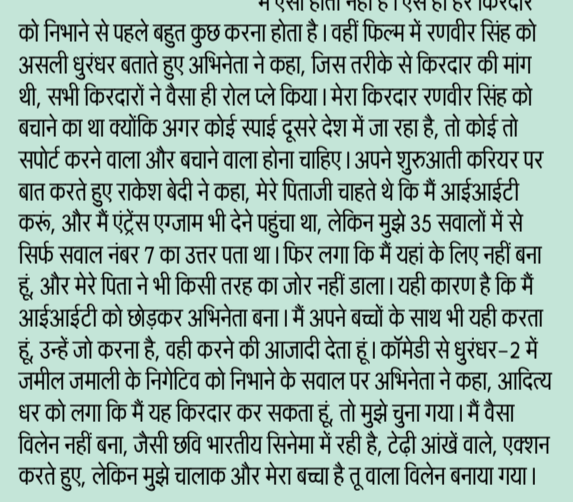 में ऐसा होता नहीं है। ऐसे ही हर किरदार
को निभाने से पहले बहुत कुछ करना होता है। वहीं फिल्म में रणवीर सिंह को
असली धुरंधर बताते हुए अभिनेता ने कहा, जिस तरीके से किरदार की मांग
थी, सभी किरदारों ने वैसा ही रोल प्ले किया। मेरा किरदार रणवीर सिंह को
बचाने का था क्योंकि अगर कोई स्पाई दूसरे देश में जा रहा है, तो कोई तो
सपोर्ट करने वाला और बचाने वाला होना चाहिए। अपने शुरुआती करियर पर
बात करते हुए राकेश बेदी ने कहा, मेरे पिताजी चाहते थे कि मैं आईआईटी
करूं, और मैं एंट्रेंस एग्जाम भी देने पहुंचा था, लेकिन मुझे 35 सवालों में से
सिर्फ सवाल नंबर 7 का उत्तर पता था। फिर लगा कि मैं यहां के लिए नहीं बना
हूं, और मेरे पिता ने भी किसी तरह का जोर नहीं डाला। यही कारण है कि मैं
आईआईटी को छोड़कर अभिनेता बना। मैं अपने बच्चों के साथ भी यही करता
हूं, उन्हें जो करना है, वही करने की आजादी देता हूं। कॉमेडी से धुरंधर-2 में
जमील जमाली के निगेटिव को निभाने के सवाल पर अभिनेता ने कहा, आदित्य
धर को लगा कि मैं यह किरदार कर सकता हूं, तो मुझे चुना गया। मैं वैसा
विलेन नहीं बना, जैसी छवि भारतीय सिनेमा में रही है, टेढ़ी आंखें वाले, एक्शन
करते हुए, लेकिन मुझे चालाक और मेरा बच्चा है तू वाला विलेन बनाया गया।